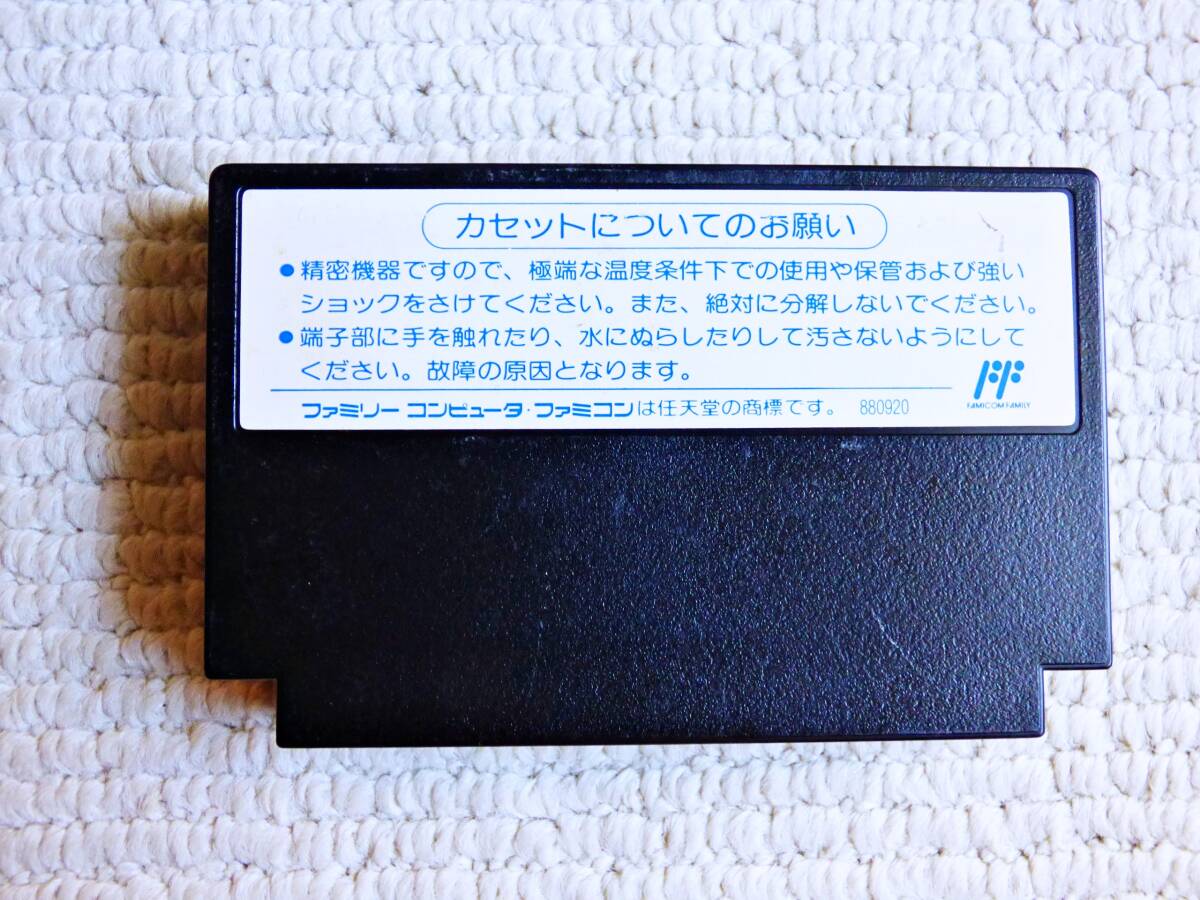 カセットについてのお願い
●精密機器ですので、極端な温度条件下での使用や保管および強い
ショックをさけてください。また、絶対に分解しないでください。
●端子部に手を触れたり、水にぬらしたりして汚さないようにして
ください。故障の原因となります。
FAMICOM FAMILY
ファミリー コンピュータ・ファミコンは任天堂の商標です。 880920